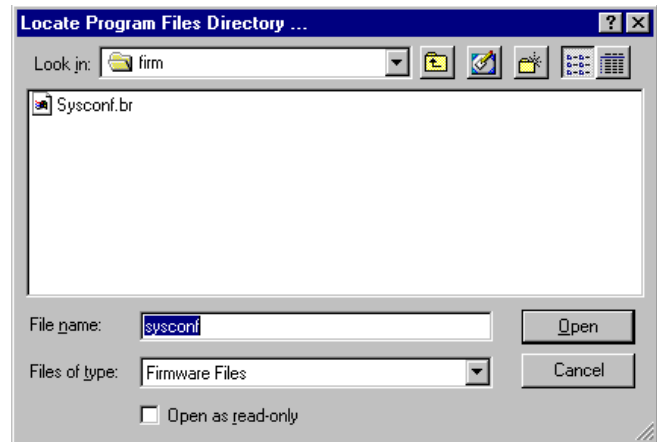 Locate Program Files Directory ...
Look in: firm
Sysconf.br
File name: sysconf Open
Files of type: Firmware Files Cancel
Open as read-only